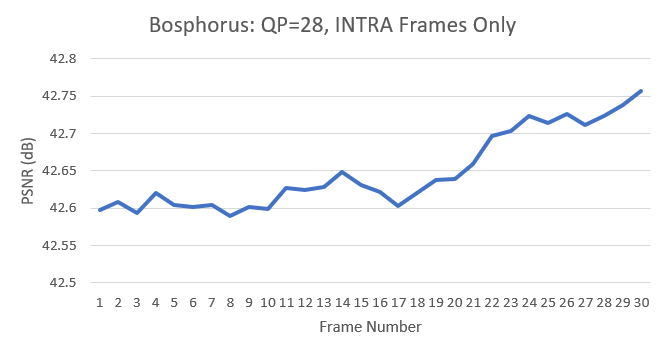 Bosphorus: QP=28, INTRA Frames Only
42.8
42.75
42.7
42.65
42.6
42.55
42.5
PSNR (dB)
1 2 3 4 5 6 7 8 9 10 11 12 13 14 15 16 17 18 19 20 21 22 23 24 25 26 27 28 29 30
Frame Number